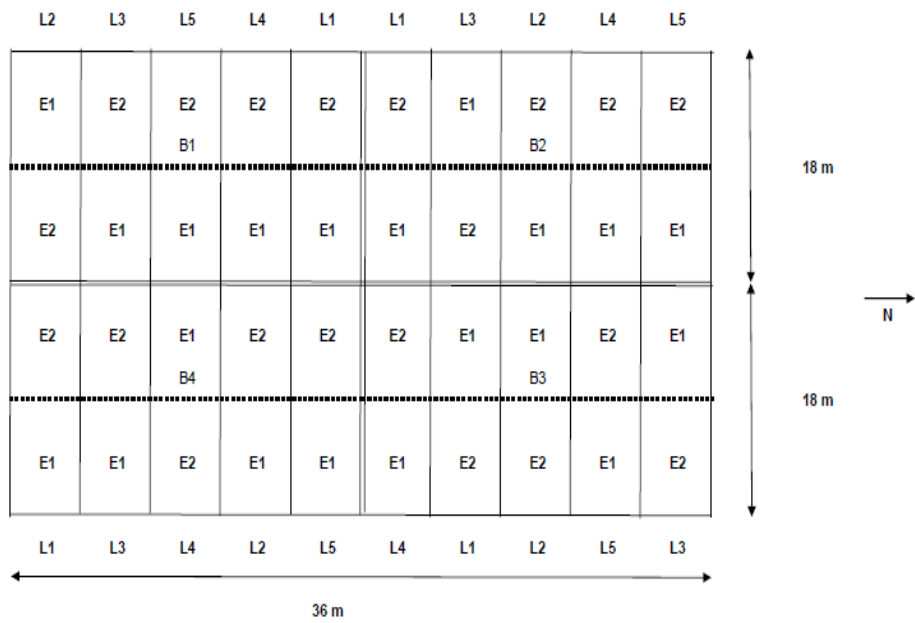 L2 L3 L5 L4 L1 L1 L3 L2 L4 L5
E1 E2 E2 E2 E2 E2 E1 E2 E2 E2
B1 B2
18 m
E2 E1 E1 E1 E1 E1 E2 E1 E1 E1
N
E2 E2 E1 E2 E2 E2 E1 E1 E2 E1
B4 B3
18 m
E1 E1 E2 E1 E1 E1 E2 E2 E1 E2
L1 L3 L4 L2 L5 L4 L1 L2 L5 L3
36 m